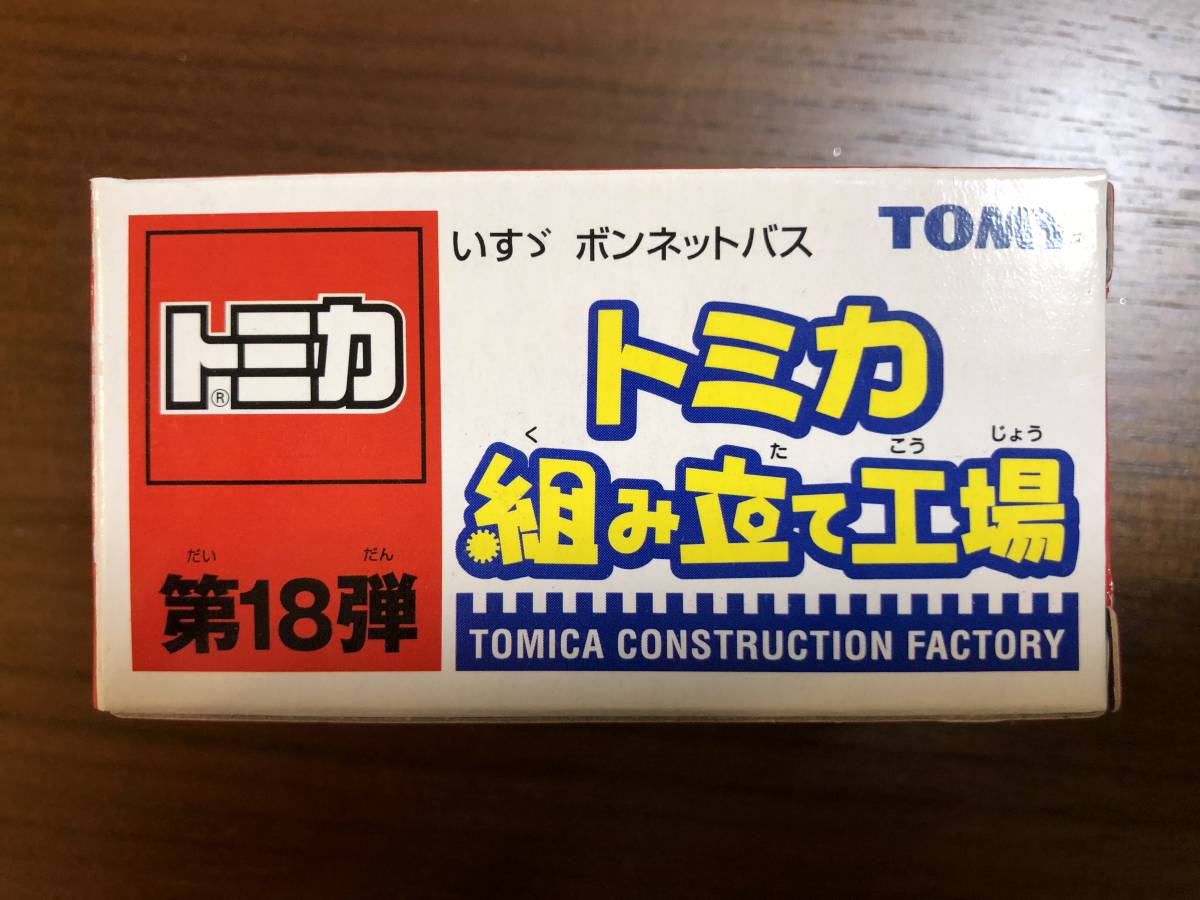 トミカ®
だい だん
第18弾
いすゞ ボンネットバス
TOMY
トミカ
く た こう じょう
組み立て工場
TOMICA CONSTRUCTION FACTORY